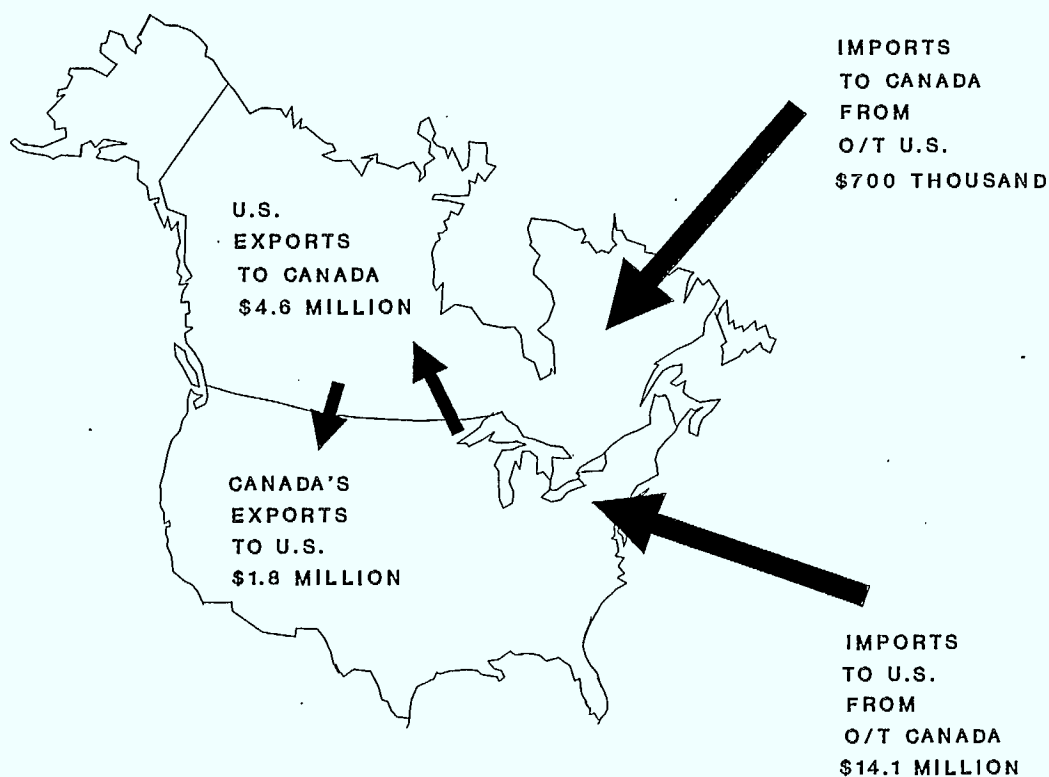 IMPORTS
TO CANADA
FROM
O/T U.S.
$700 THOUSAND
U.S.
EXPORTS
TO CANADA
$4.6 MILLION
CANADA'S
EXPORTS
TO U.S.
$1.8 MILLION
IMPORTS
TO U.S.
FROM
O/T CANADA
$14.1 MILLION